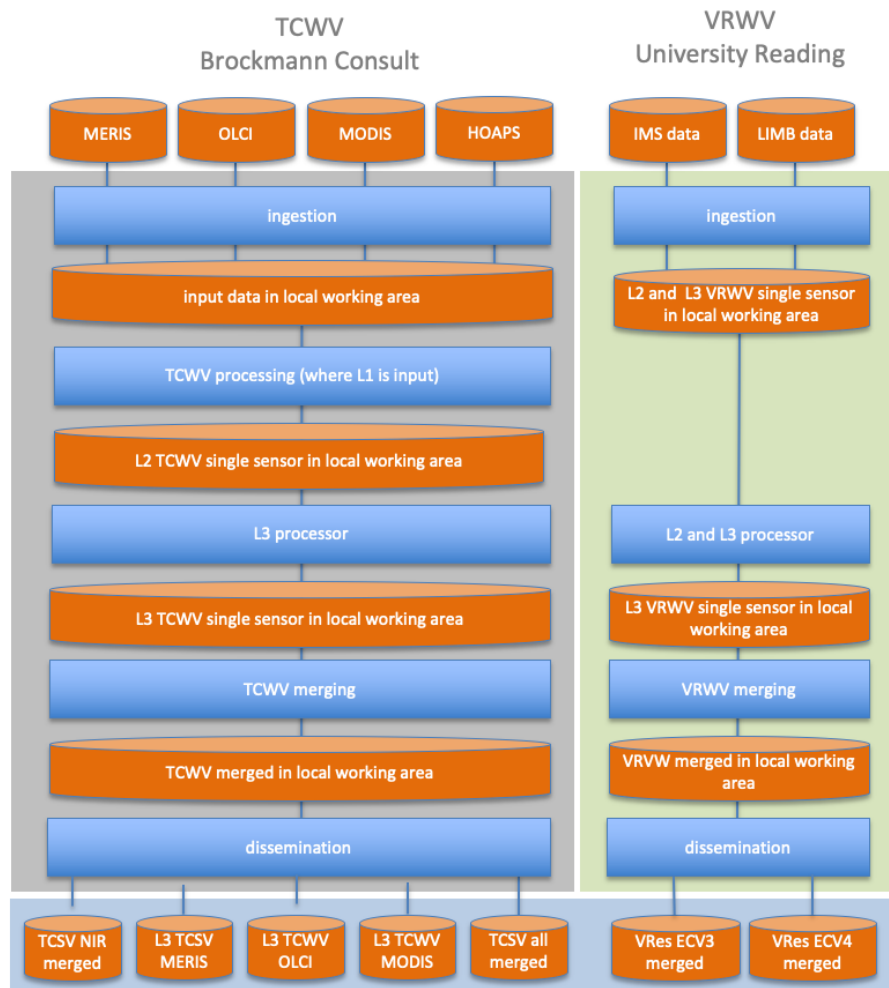 TCWV
Brockmann Consult
VRWV
University Reading
MERIS
OLCI
MODIS
HOAPS
IMS data
LIMB data
ingestion
ingestion
input data in local working area
L2 and L3 VRWV single sensor
in local working area
TCWV processing (where L1 is input)
L2 TCWV single sensor in local working area
L3 processor
L2 and L3 processor
L3 TCWV single sensor in local working area
L3 VRWV single sensor in local
working area
TCWV merging
VRWV merging
TCWV merged in local working area
VRVW merged in local working
area
dissemination
dissemination
TCSV NIR
merged
L3 TCSV
MERIS
L3 TCWV
OLCI
L3 TCWV
MODIS
TCSV all
merged
VRes ECV3
merged
VRes ECV4
merged